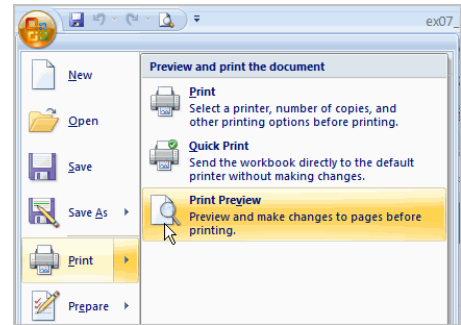 ex07_
New
Open
Save
Save As
Print
Prepare
Preview and print the document
Print
Select a printer, number of copies, and
other printing options before printing.
Quick Print
Send the workbook directly to the default
printer without making changes.
Print Preview
Preview and make changes to pages before
printing.